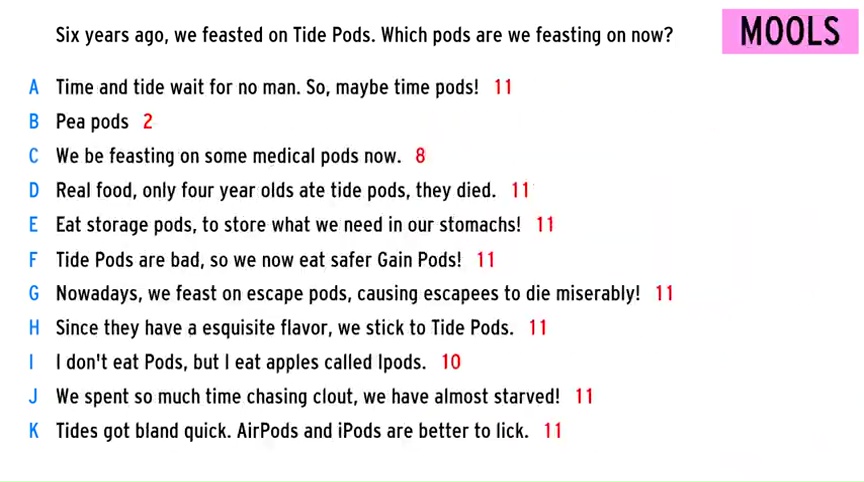 Six years ago, we feasted on Tide Pods. Which pods are we feasting on now?
MOOLS
A Time and tide wait for no man. So, maybe time pods! 11
B Pea pods 2
C We be feasting on some medical pods now. 8
D Real food, only four year olds ate tide pods, they died. 11
E Eat storage pods, to store what we need in our stomachs! 11
F Tide Pods are bad, so we now eat safer Gain Pods! 11
G Nowadays, we feast on escape pods, causing escapees to die miserably! 11
H Since they have a esquisite flavor, we stick to Tide Pods. 11
I I don't eat Pods, but I eat apples called Ipods. 10
J We spent so much time chasing clout, we have almost starved! 11
K Tides got bland quick. AirPods and iPods are better to lick. 11